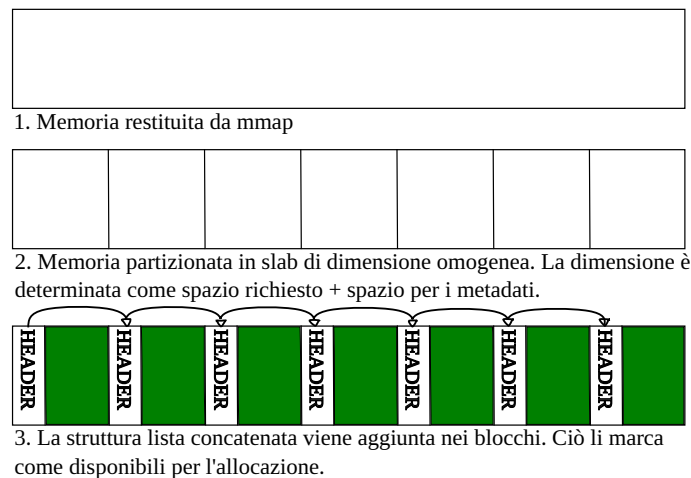 1. Memoria restituita da mmap
2. Memoria partizionata in slab di dimensione omogenea. La dimensione è
determinata come spazio richiesto + spazio per i metadati.
HEADER HEADER HEADER HEADER HEADER HEADER HEADER
3. La struttura lista concatenata viene aggiunta nei blocchi. Ciò li marca
come disponibili per l'allocazione.